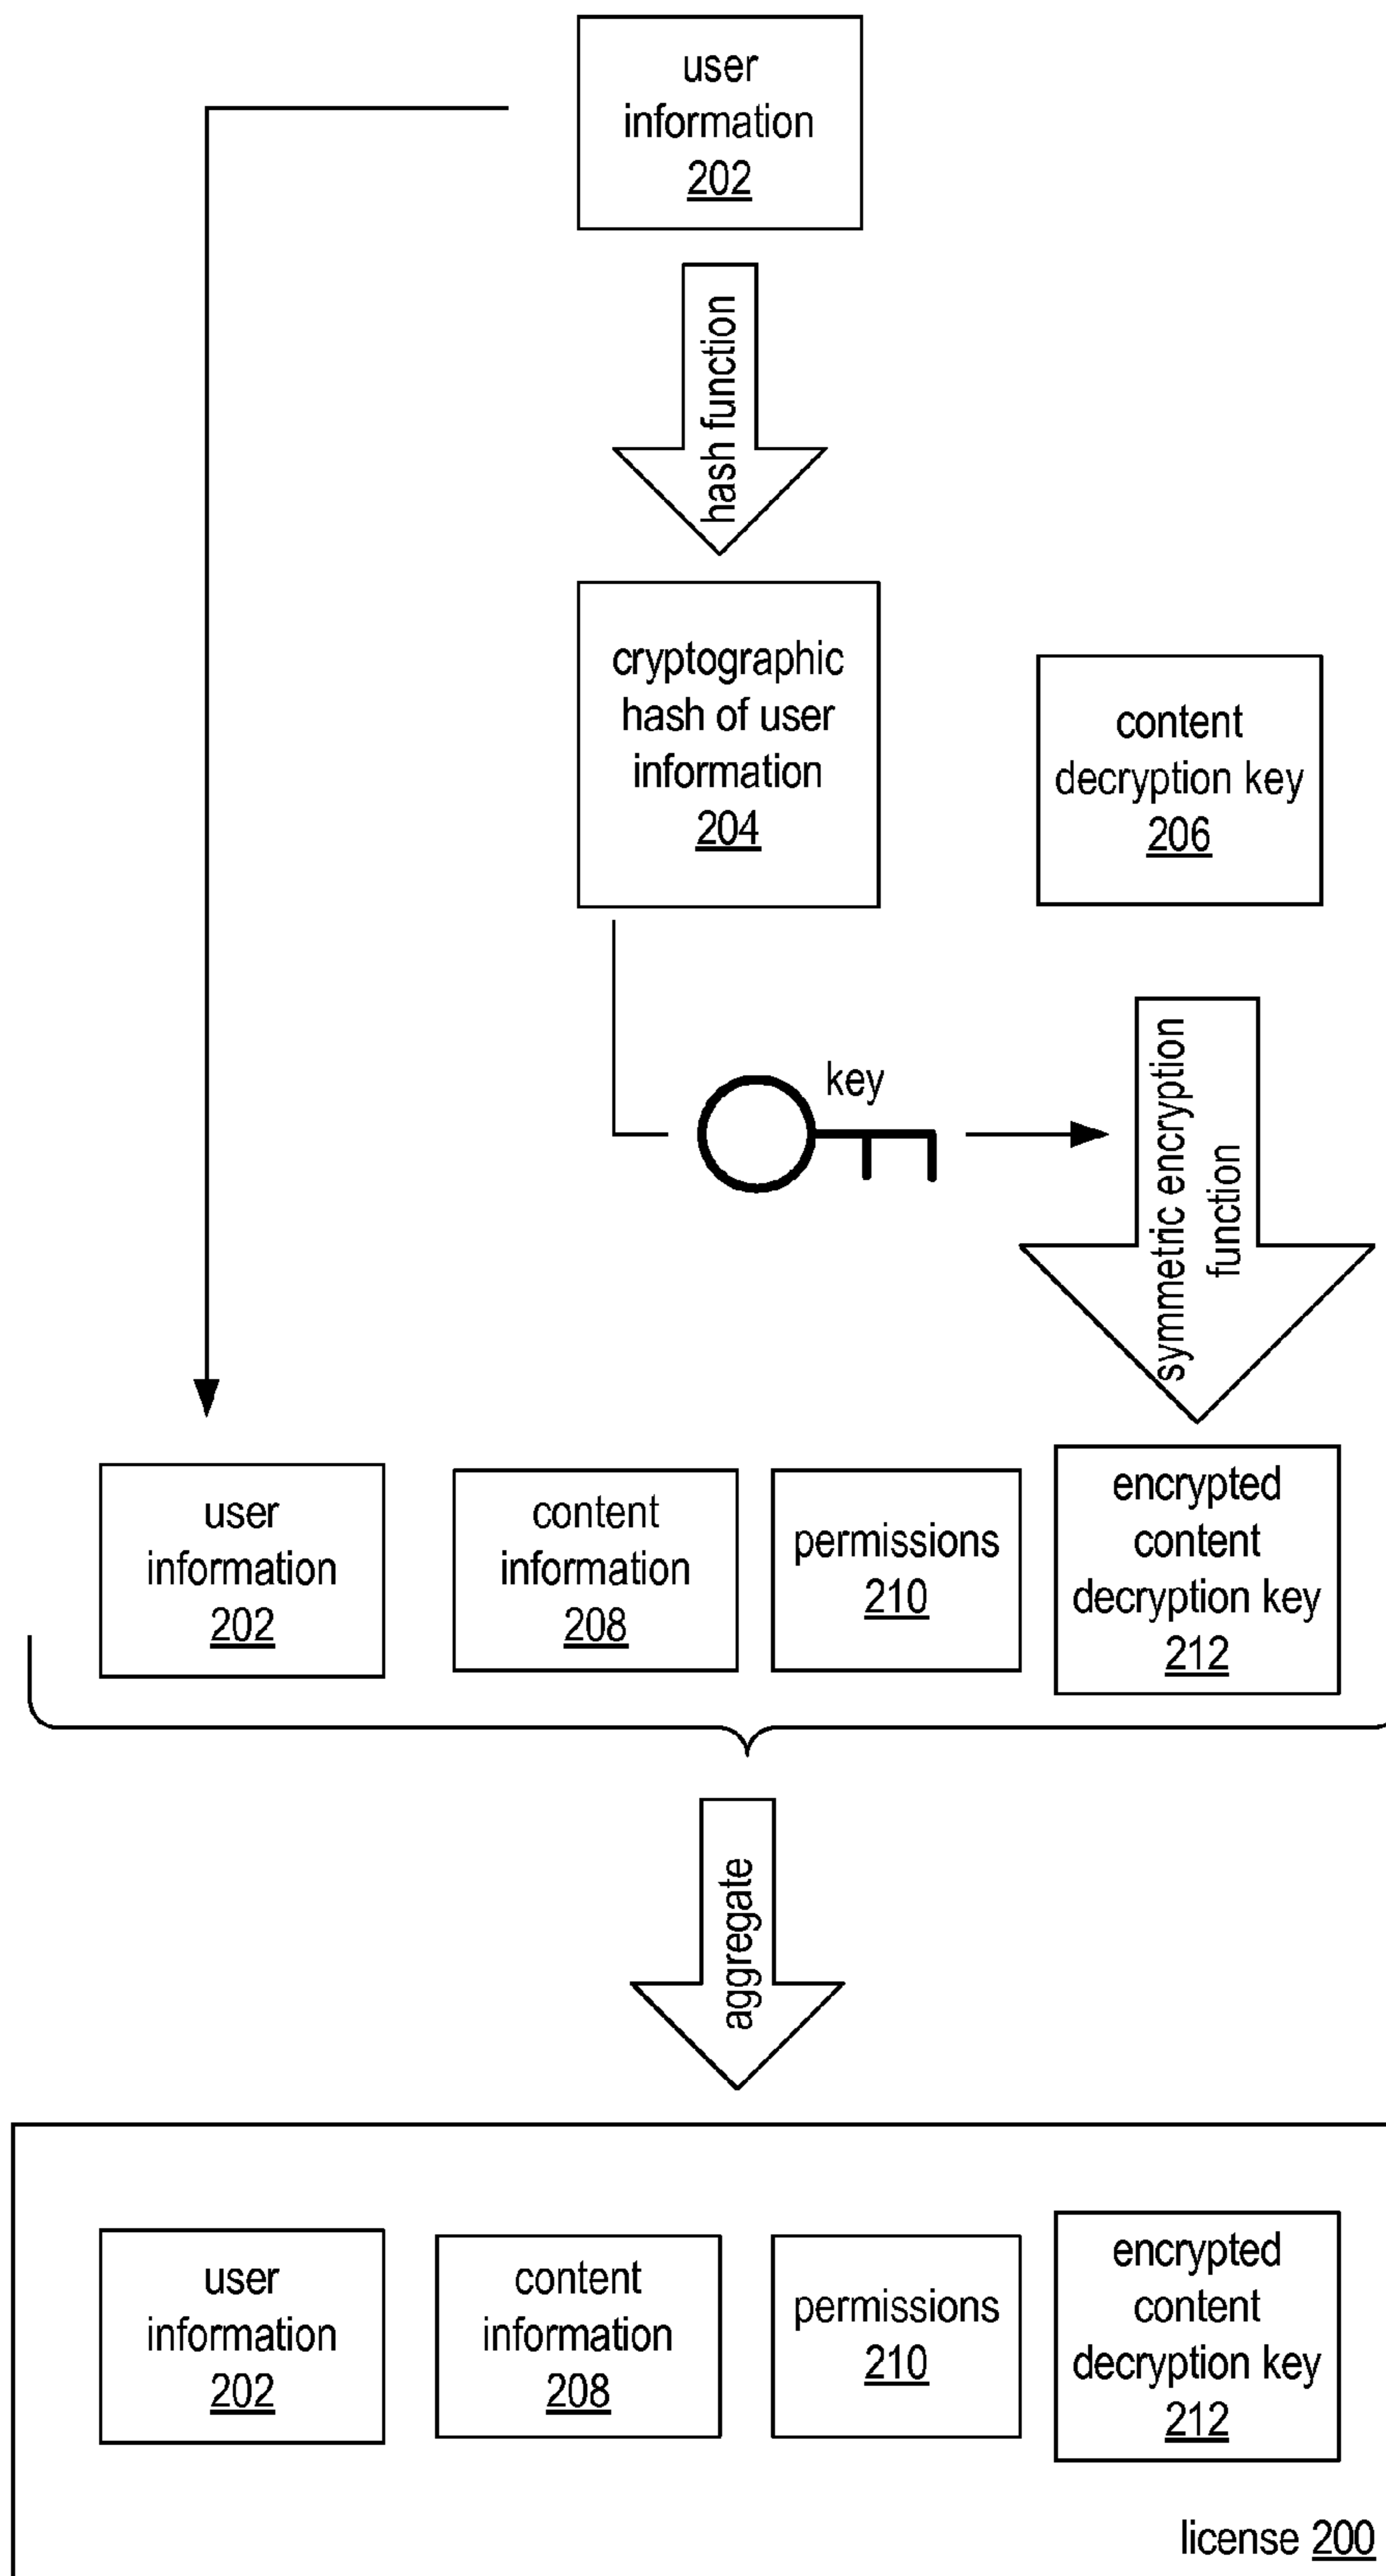 user
information
202
hash function
cryptographic
hash of user
information
204
content
decryption key
206
key
symmetric encryption
function
user
information
202
content
information
208
permissions
210
encrypted
content
decryption key
212
aggregate
user
information
202
content
information
208
permissions
210
encrypted
content
decryption key
212
license 200